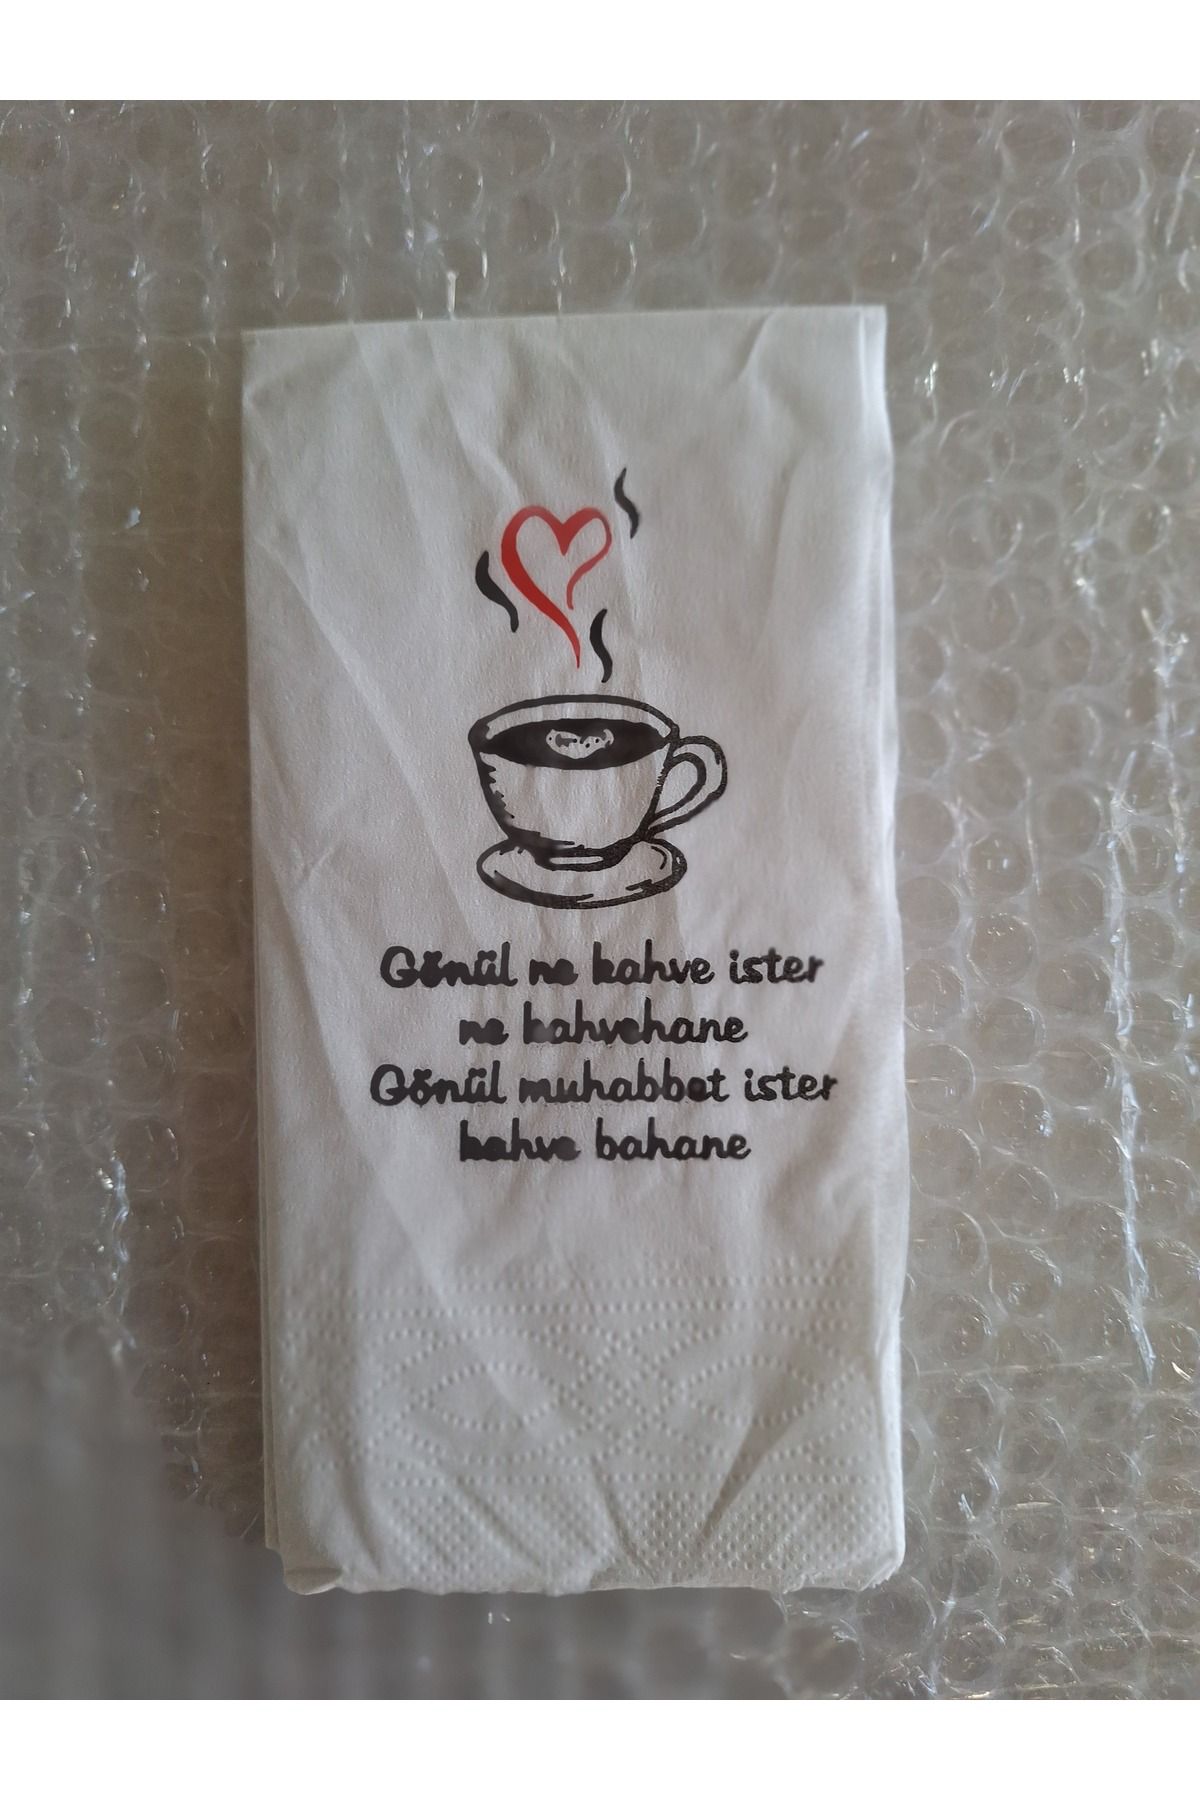 Gönül ne kahve ister
ne kahvehane
Gönül muhabbet ister
kahve bahane